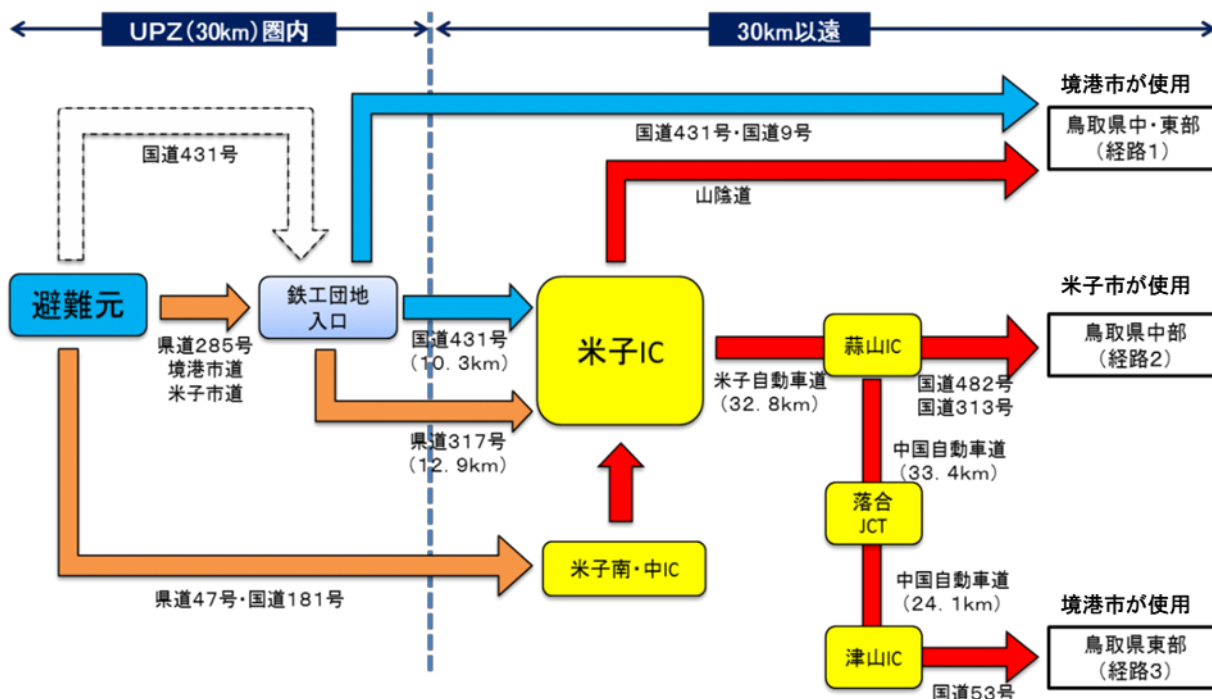 UPZ(30km)圏内
30km以遠
境港市が使用
鳥取県中・東部
(経路1)
国道431号・国道9号
国道431号
山陰道
避難元
鉄工団地
入口
米子IC
蒜山IC
米子市が使用
鳥取県中部
(経路2)
県道285号
境港市道
米子市道
国道431号
(10.3km)
米子自動車道
(32.8km)
国道482号
国道313号
県道317号
(12.9km)
中国自動車道
(33.4km)
落合
JCT
米子南・中IC
県道47号・国道181号
中国自動車道
(24.1km)
境港市が使用
津山IC
鳥取県東部
(経路3)
国道53号